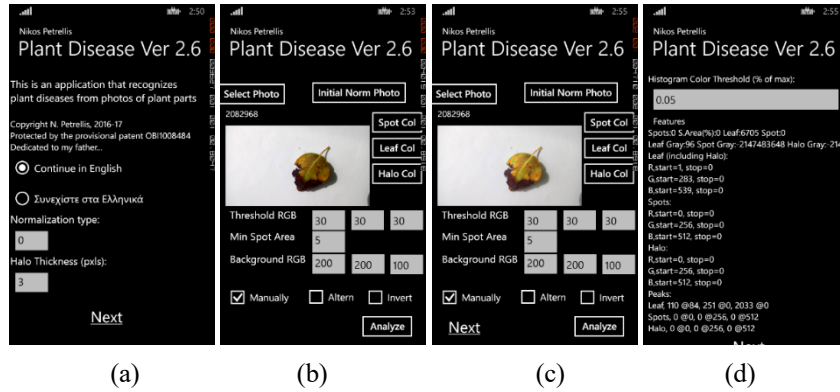 2:50
Nikos Petrellis
Plant Disease Ver 2.6
This is an application that recognizes
plant diseases from photos of plant parts
Copyright N. Petrellis, 2016-17
Protected by the provisional patent OBI1008484
Dedicated to my father...
Continue in English
Συνεχίστε στα Ελληνικά
Normalization type:
0
Halo Thickness (pxls):
3
Next
(a)
2:53
Nikos Petrellis
Plant Disease Ver 2.6
Select Photo
Initial Norm Photo
2082968
Spot Col
Leaf Col
Halo Col
Threshold RGB 30 30 30
Min Spot Area 5
Background RGB 200 200 100
Manually Altern Invert
Analyze
(b)
2:55
Nikos Petrellis
Plant Disease Ver 2.6
Select Photo
Initial Norm Photo
2082968
Spot Col
Leaf Col
Halo Col
Threshold RGB 30 30 30
Min Spot Area 5
Background RGB 200 200 100
Manually Altern Invert
Next Analyze
(c)
2:55
Nikos Petrellis
Plant Disease Ver 2.6
Histogram Color Threshold (% of max):
0.05
Features
Spots:0 S.Area(%):0 Leaf:6705 Spot:0
Leaf Gray:96 Spot Gray:-2147483648 Halo Gray:-214
Leaf (including Halo):
R,start=1, stop=0
G,start=283, stop=0
B,start=539, stop=0
Spots:
R,start=0, stop=0
G,start=256, stop=0
B,start=512, stop=0
Halo:
R,start=0, stop=0
G,start=256, stop=0
B,start=512, stop=0
Peaks:
Leaf, 110 @84, 251 @0, 2033 @0
Spots, 0 @0, 0 @256, 0 @512
Halo, 0 @0, 0 @256, 0 @512
Next
(d)